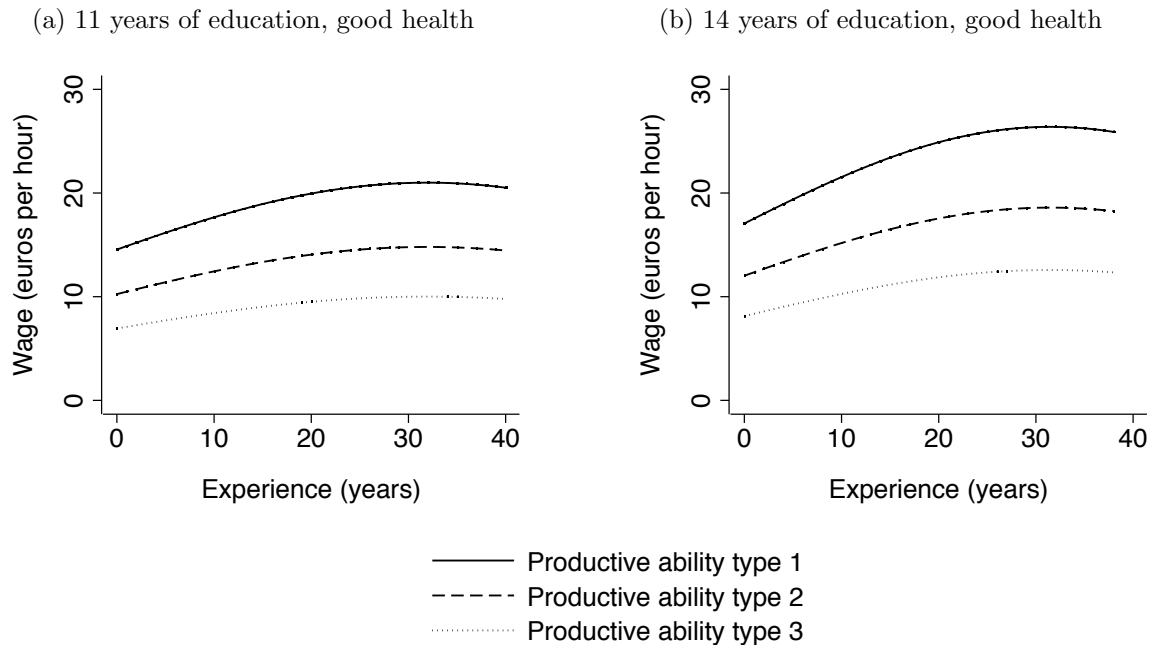 (a) 11 years of education, good health
(b) 14 years of education, good health
Wage (euros per hour)
30
20
10
0
0 10 20 30 40
Experience (years)
Wage (euros per hour)
30
20
10
0
0 10 20 30 40
Experience (years)
Productive ability type 1
Productive ability type 2
Productive ability type 3